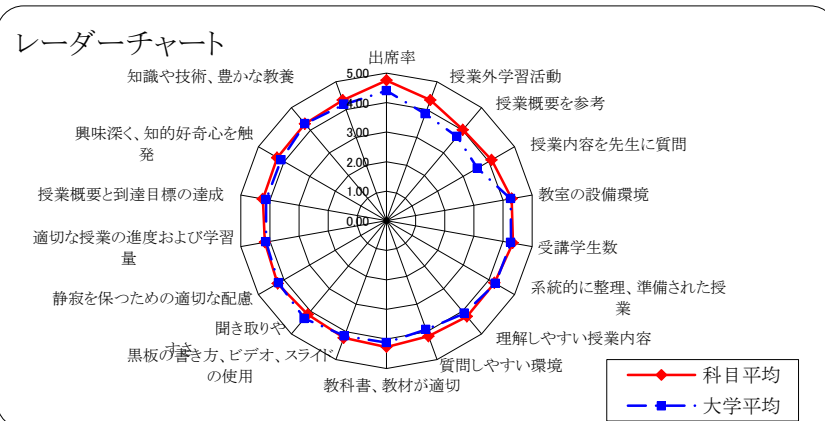 レーダーチャート
出席率
授業外学習活動
授業概要を参考
授業内容を先生に質問
教室の設備環境
受講学生数
系統的に整理、準備された授
業
理解しやすい授業内容
質問しやすい環境
教科書、教材が適切
黒板の書き方、ビデオ、スライド
の使用
聞き取りや
すさ
静寂を保つための適切な配慮
適切な授業の進度および学習
量
授業概要と到達目標の達成
興味深く、知的好奇心を触
発
知識や技術、豊かな教養
5.00
4.00
3.00
2.00
1.00
0.00
科目平均
大学平均